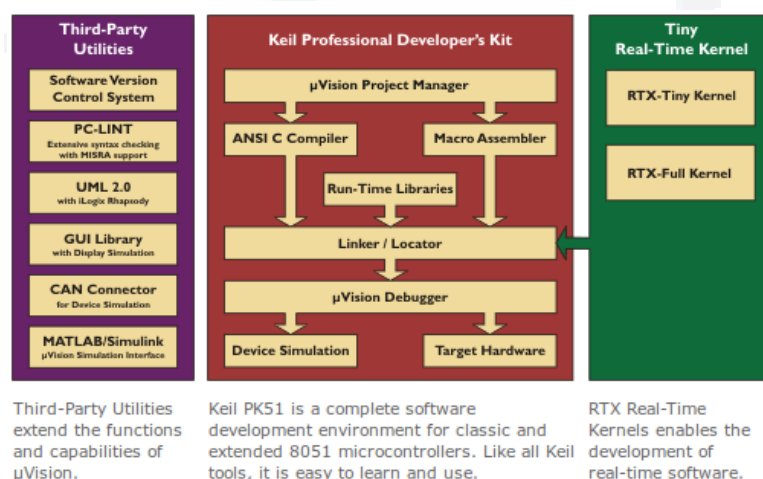 Third-Party
Utilities
Software Version
Control System
PC-LINT
Extensive syntax checking
with MISRA support
UML 2.0
with iLogix Rhapsody
GUI Library
with Display Simulation
CAN Connector
for Device Simulation
MATLAB/Simulink
µVision Simulation Interface
Third-Party Utilities
extend the functions
and capabilities of
µVision.
Keil Professional Developer's Kit
µVision Project Manager
ANSI C Compiler
Macro Assembler
Run-Time Libraries
Linker / Locator
µVision Debugger
Device Simulation
Target Hardware
Keil PK51 is a complete software
development environment for classic and
extended 8051 microcontrollers. Like all Keil
tools, it is easy to learn and use.
Tiny
Real-Time Kernel
RTX-Tiny Kernel
RTX-Full Kernel
RTX Real-Time
Kernels enables the
development of
real-time software.